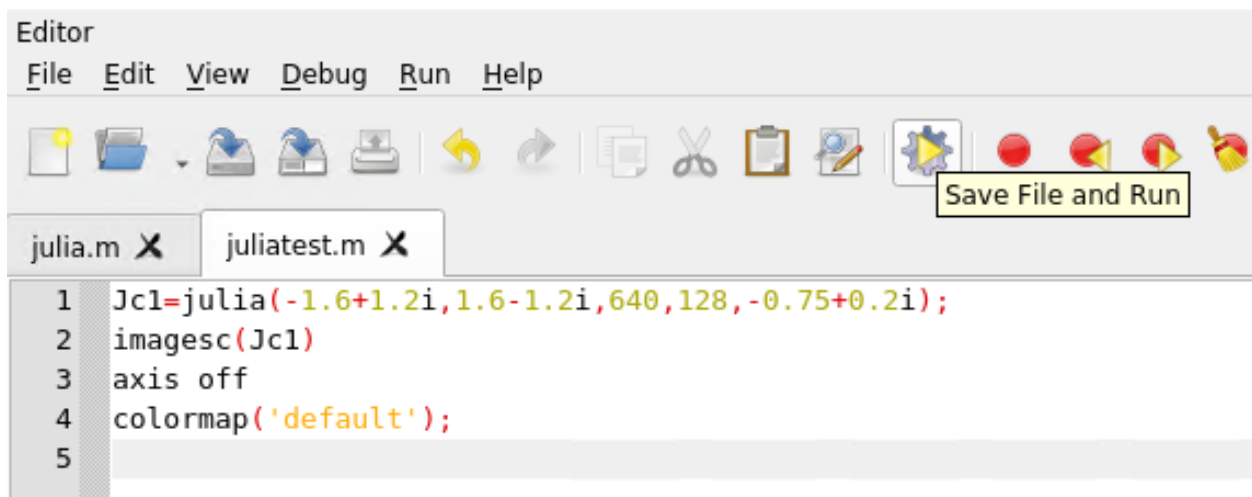 Editor
File Edit View Debug Run Help
Save File and Run
julia.m juliatest.m
1 Jc1=julia(-1.6+1.2i,1.6-1.2i,640,128,-0.75+0.2i);
2 imagesc(Jc1)
3 axis off
4 colormap('default');
5